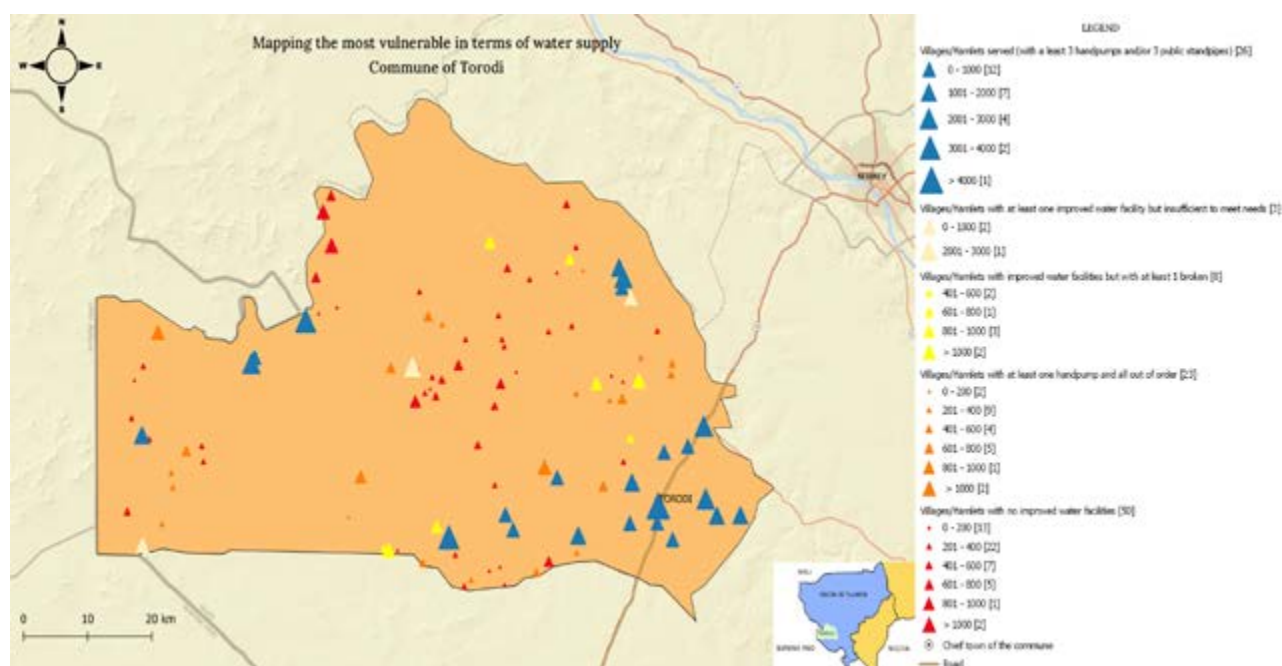 N
W E
S
Mapping the most vulnerable in terms of water supply
Commune of Torodi
NIAMEY
TORODI
0 10 20 km
MALI
BURKINA FASO
LEGEND
Villages/Hamlets served (with a least 3 handpumps and/or 3 public standpipes) [26]
0 - 1000 [12]
1001 - 2000 [7]
2001 - 3000 [4]
3001 - 4000 [2]
> 4000 [1]
Villages/Hamlets with at least one improved water facility but insufficient to meet needs [3]
0 - 1000 [2]
2001 - 3000 [1]
Villages/Hamlets with improved water facilities but with at least 1 broken [8]
401 - 600 [2]
601 - 800 [1]
801 - 1000 [3]
> 1000 [2]
Villages/Hamlets with at least one handpump and all out of order [23]
0 - 200 [2]
201 - 400 [9]
401 - 600 [4]
601 - 800 [5]
801 - 1000 [1]
> 1000 [2]
Villages/Hamlets with no improved water facilities [50]
0 - 200 [13]
201 - 400 [22]
401 - 600 [7]
601 - 800 [5]
801 - 1000 [1]
> 1000 [2]
Chief town of the commune
Road